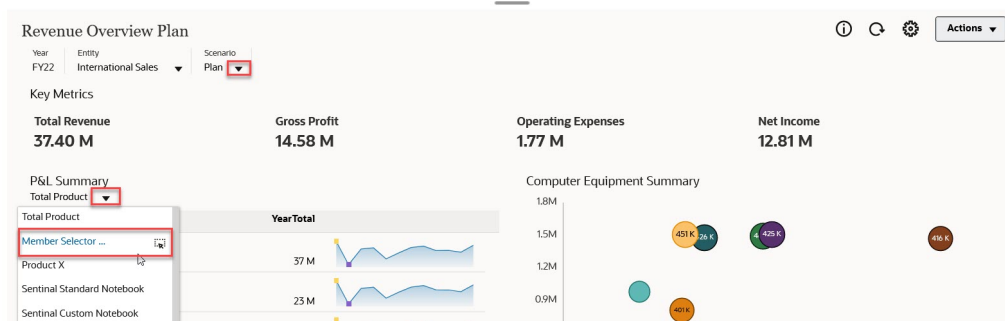 Revenue Overview Plan
Actions
Year Entity Scenario
FY22 International Sales Plan
Key Metrics
Total Revenue Gross Profit Operating Expenses Net Income
37.40 M 14.58 M 1.77 M 12.81 M
P&L Summary
Total Product
Total Product
Member Selector ...
Product X
Sentinal Standard Notebook
Sentinal Custom Notebook
YearTotal
37 M
23 M
Computer Equipment Summary
1.8M
1.5M
1.2M
0.9M
451 K
425 K
416 K
401 K